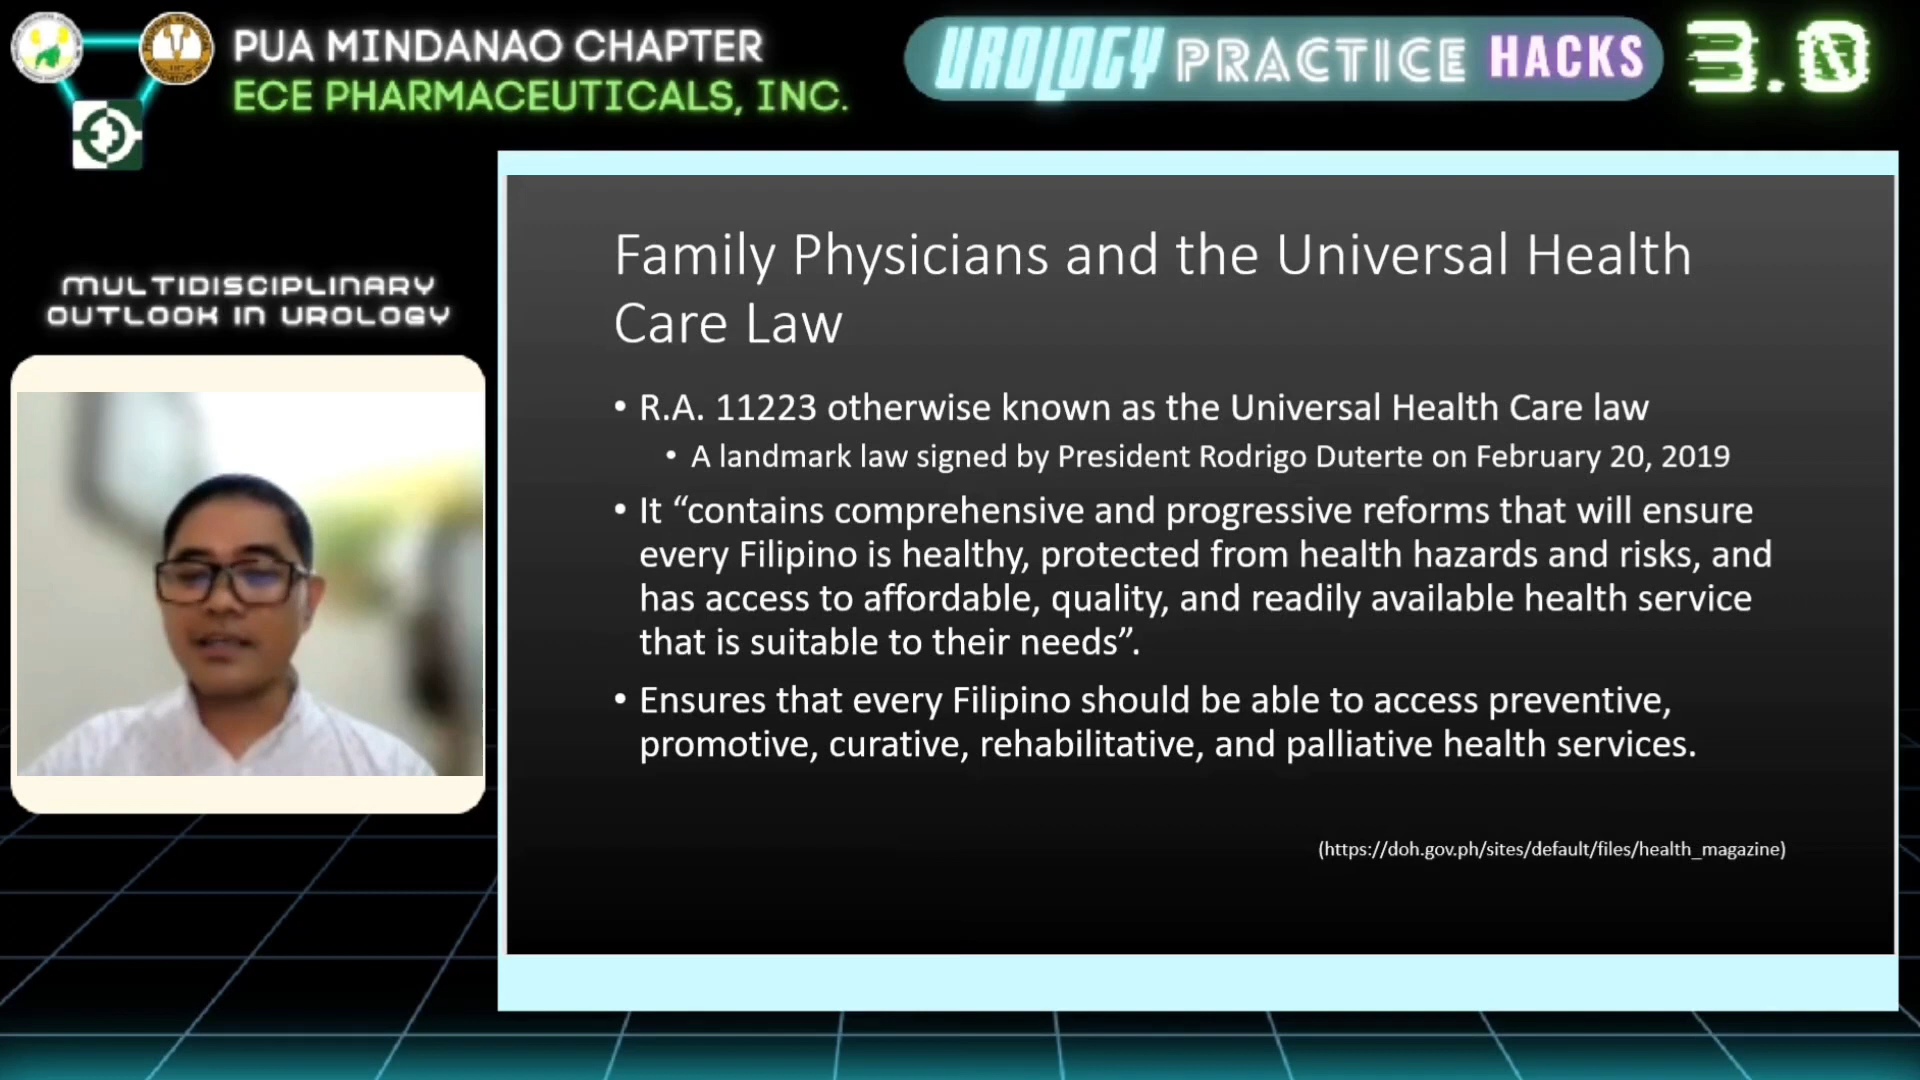 PUA MINDANAO CHAPTER
ECE PHARMACEUTICALS, INC.
UROLOGY PRACTICE HACKS 3.0
MULTIDISCIPLINARY
OUTLOOK IN UROLOGY
Family Physicians and the Universal Health
Care Law
• R.A. 11223 otherwise known as the Universal Health Care law
• A landmark law signed by President Rodrigo Duterte on February 20, 2019
• It “contains comprehensive and progressive reforms that will ensure
every Filipino is healthy, protected from health hazards and risks, and
has access to affordable, quality, and readily available health service
that is suitable to their needs”.
• Ensures that every Filipino should be able to access preventive,
promotive, curative, rehabilitative, and palliative health services.
(https://doh.gov.ph/sites/default/files/health_magazine)